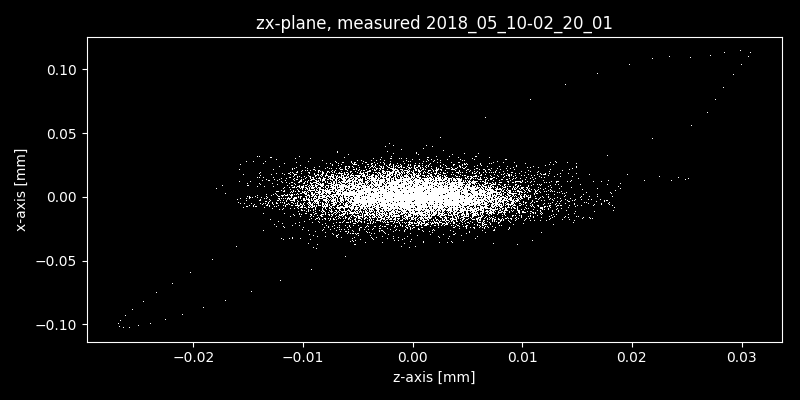 zx-plane, measured 2018_05_10-02_20_01
0.10
0.05
0.00
−0.05
−0.10
x-axis [mm]
−0.02 −0.01 0.00 0.01 0.02 0.03
z-axis [mm]